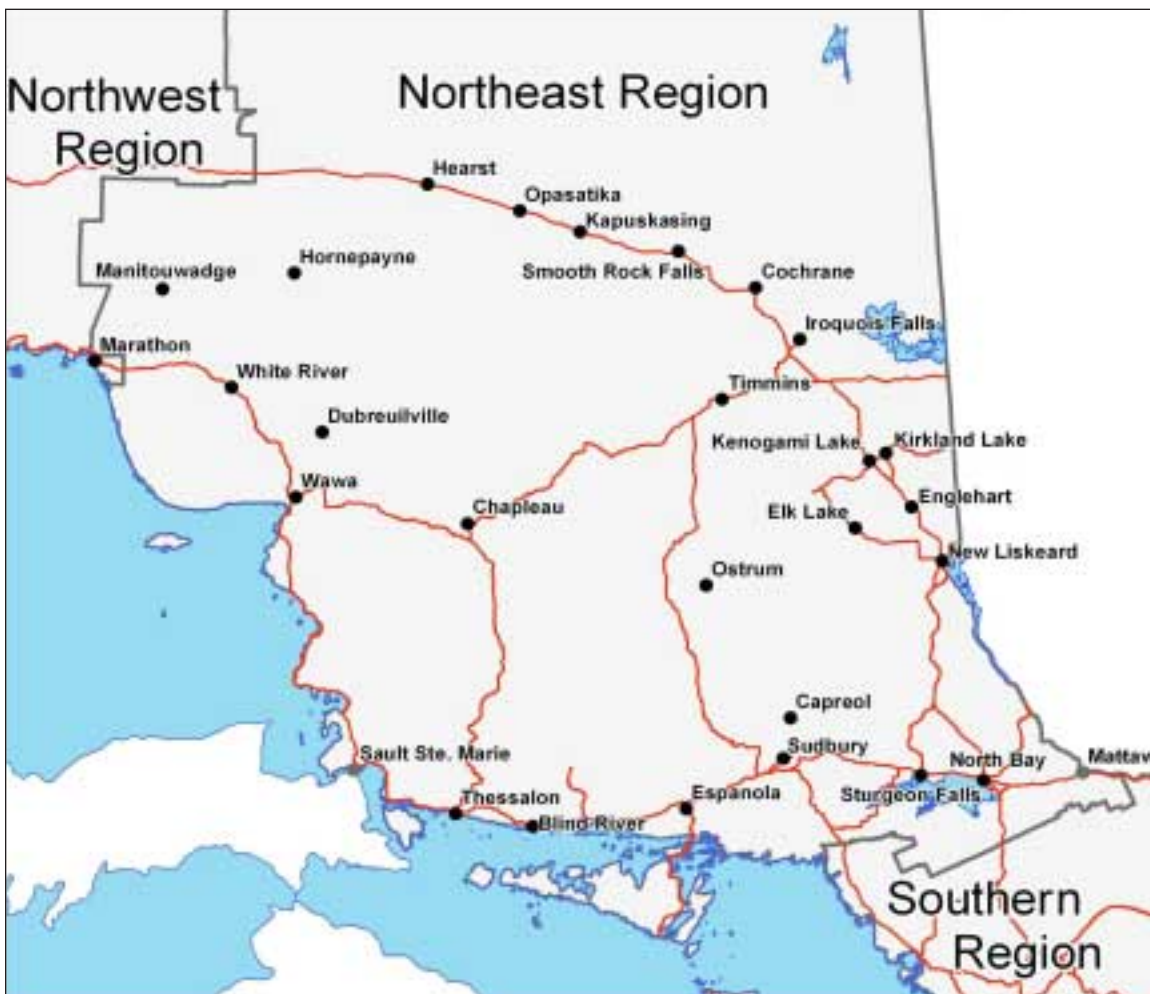 Northwest
Region
Northeast Region
Hearst
Opasatika
Kapuskasing
Smooth Rock Falls
Cochrane
Hornepayne
Manitouwadge
Iroquois Falls
Marathon
White River
Timmins
Dubreuilville
Kenogami Lake
Kirkland Lake
Wawa
Chapleau
Englehart
Elk Lake
New Liskeard
Ostrum
Capreol
Sudbury
Sault Ste. Marie
North Bay
Mattaw
Sturgeon Falls
Espanola
Thessalon
Blind River
Southern
Region